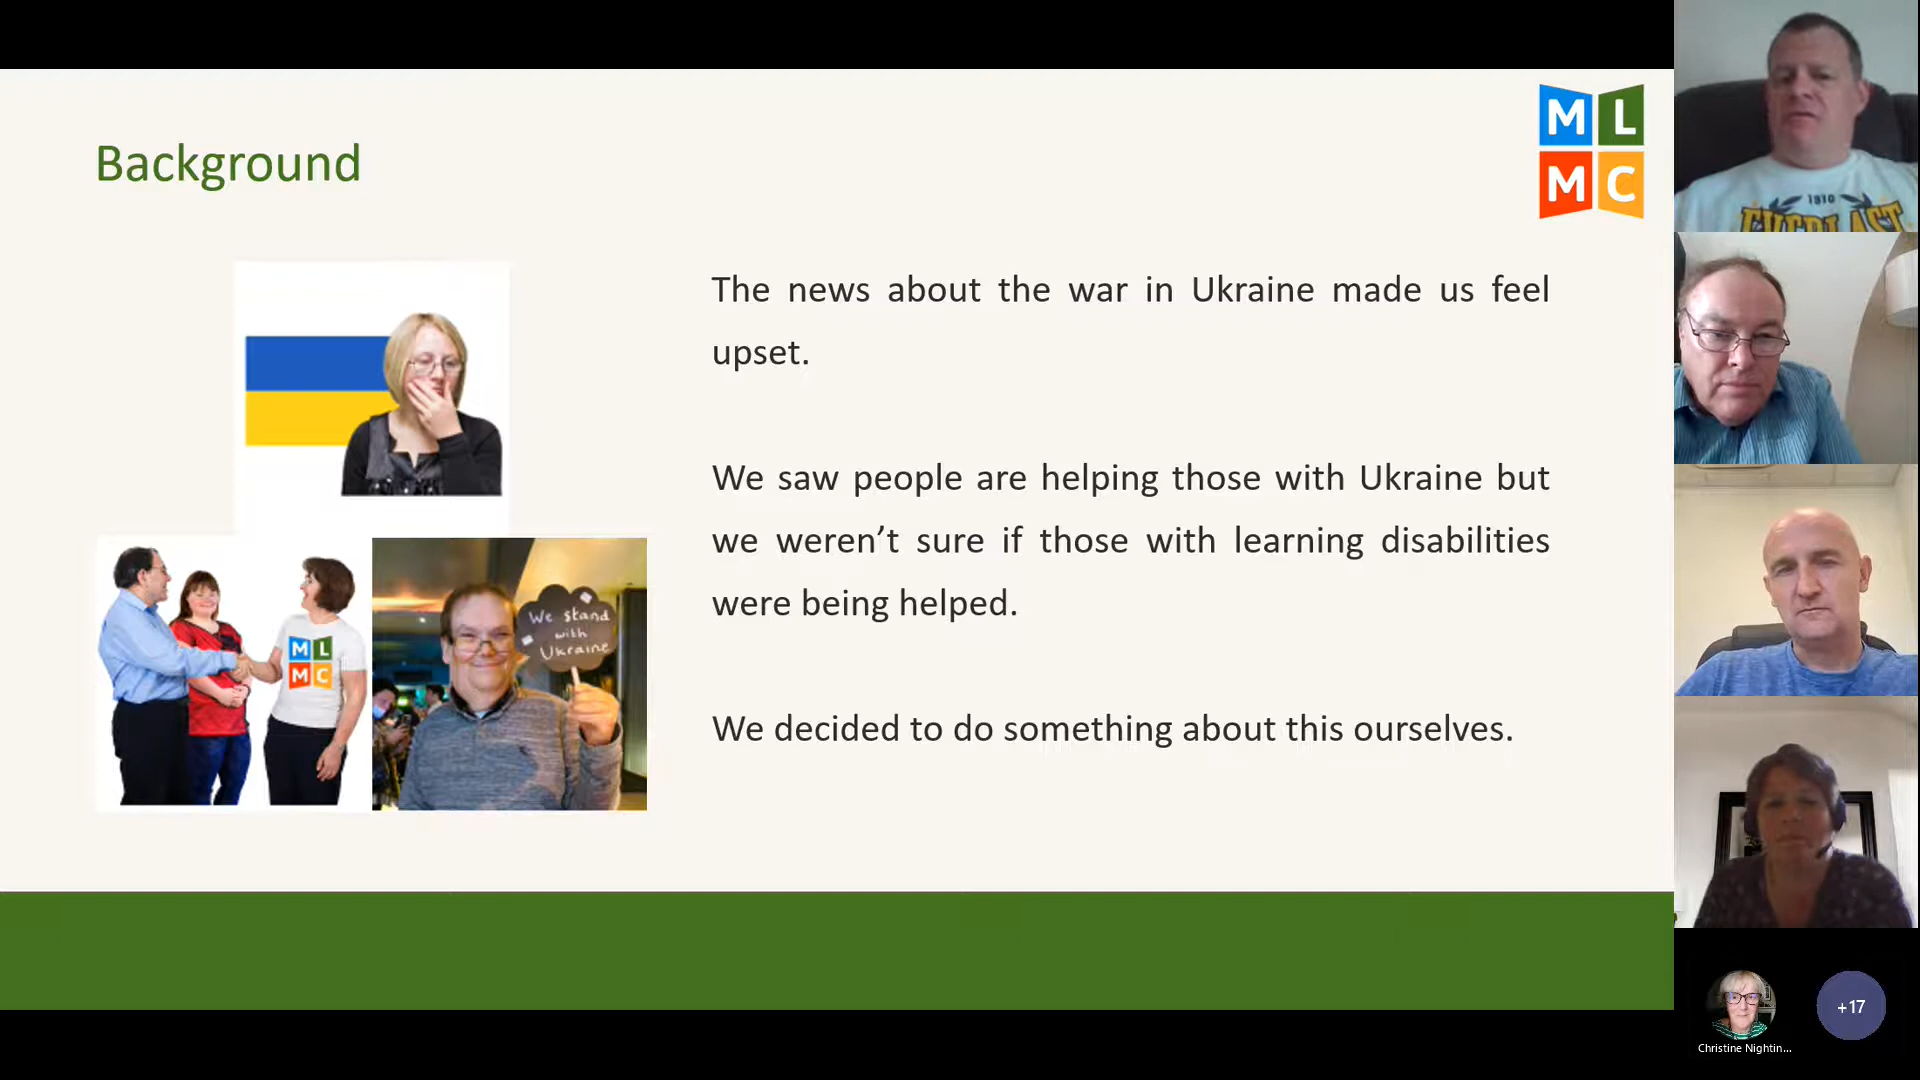 Background
M L
M C
The news about the war in Ukraine made us feel
upset.
We saw people are helping those with Ukraine but
we weren’t sure if those with learning disabilities
were being helped.
We decided to do something about this ourselves.
M L
M C
We stand
with
Ukraine
1910
EVERLAST
+17
Christine Nightin...